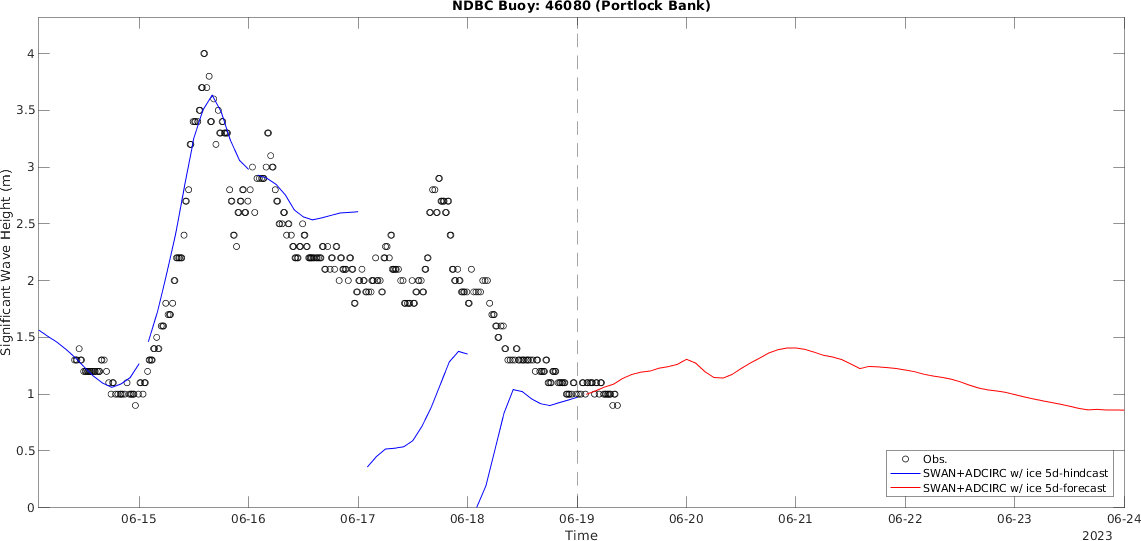 NDBC Buoy: 46080 (Portlock Bank)
4
3.5
3
2.5
2
1.5
1
0.5
0
Significant Wave Height (m)
Obs.
SWAN+ADCIRC w/ ice 5d-hindcast
SWAN+ADCIRC w/ ice 5d-forecast
06-15 06-16 06-17 06-18 06-19 06-20 06-21 06-22 06-23 06-24
Time
2023